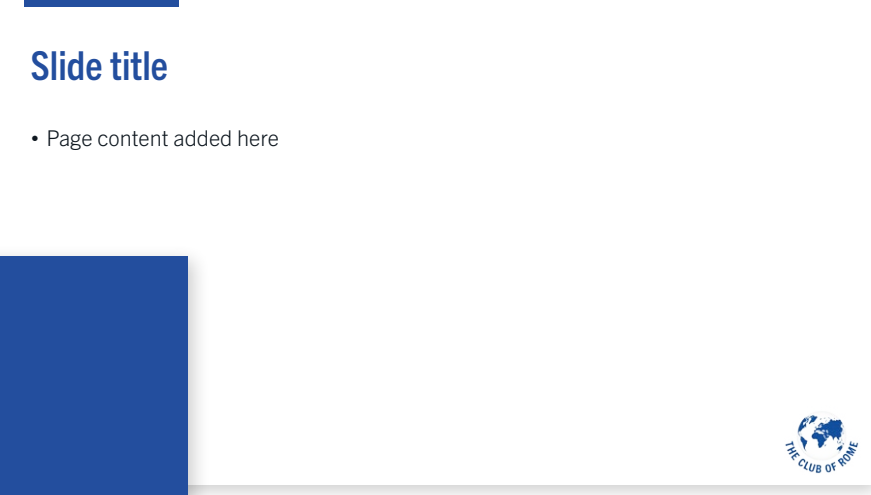 Slide title
• Page content added here
THE CLUB OF ROME